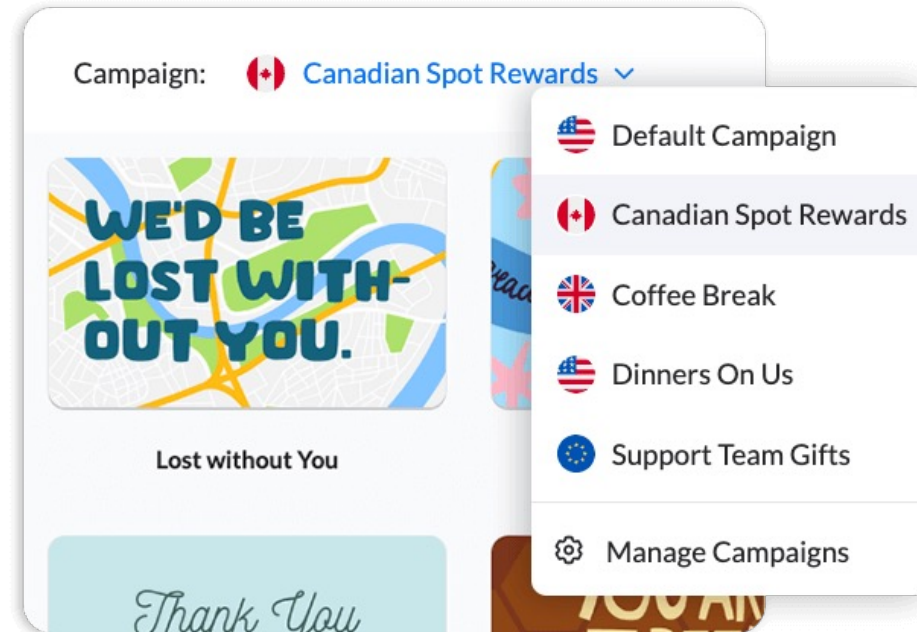 Campaign: Canadian Spot Rewards
Default Campaign
Canadian Spot Rewards
Coffee Break
Dinners On Us
Support Team Gifts
Manage Campaigns
WE'D BE
LOST WITH-
OUT YOU.
Lost without You
Thank You
YOU